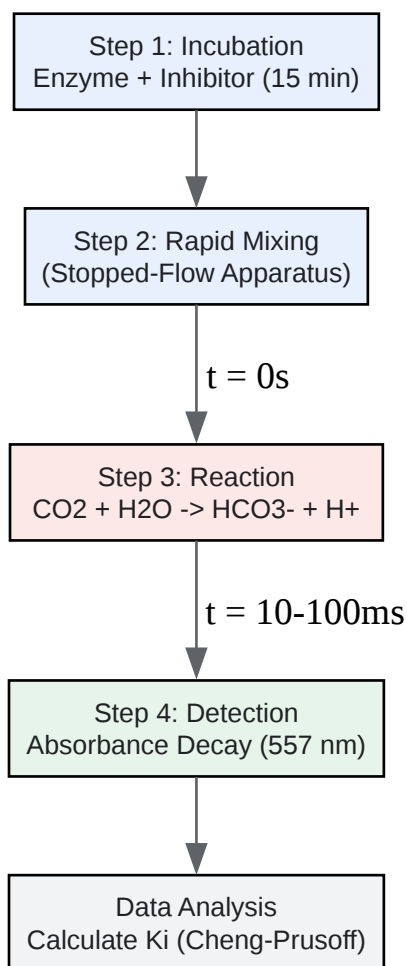 Step 1: Incubation
Enzyme + Inhibitor (15 min)
Step 2: Rapid Mixing
(Stopped-Flow Apparatus)
t = 0s
Step 3: Reaction
CO2 + H2O -> HCO3- + H+
t = 10-100ms
Step 4: Detection
Absorbance Decay (557 nm)
Data Analysis
Calculate Ki (Cheng-Prusoff)